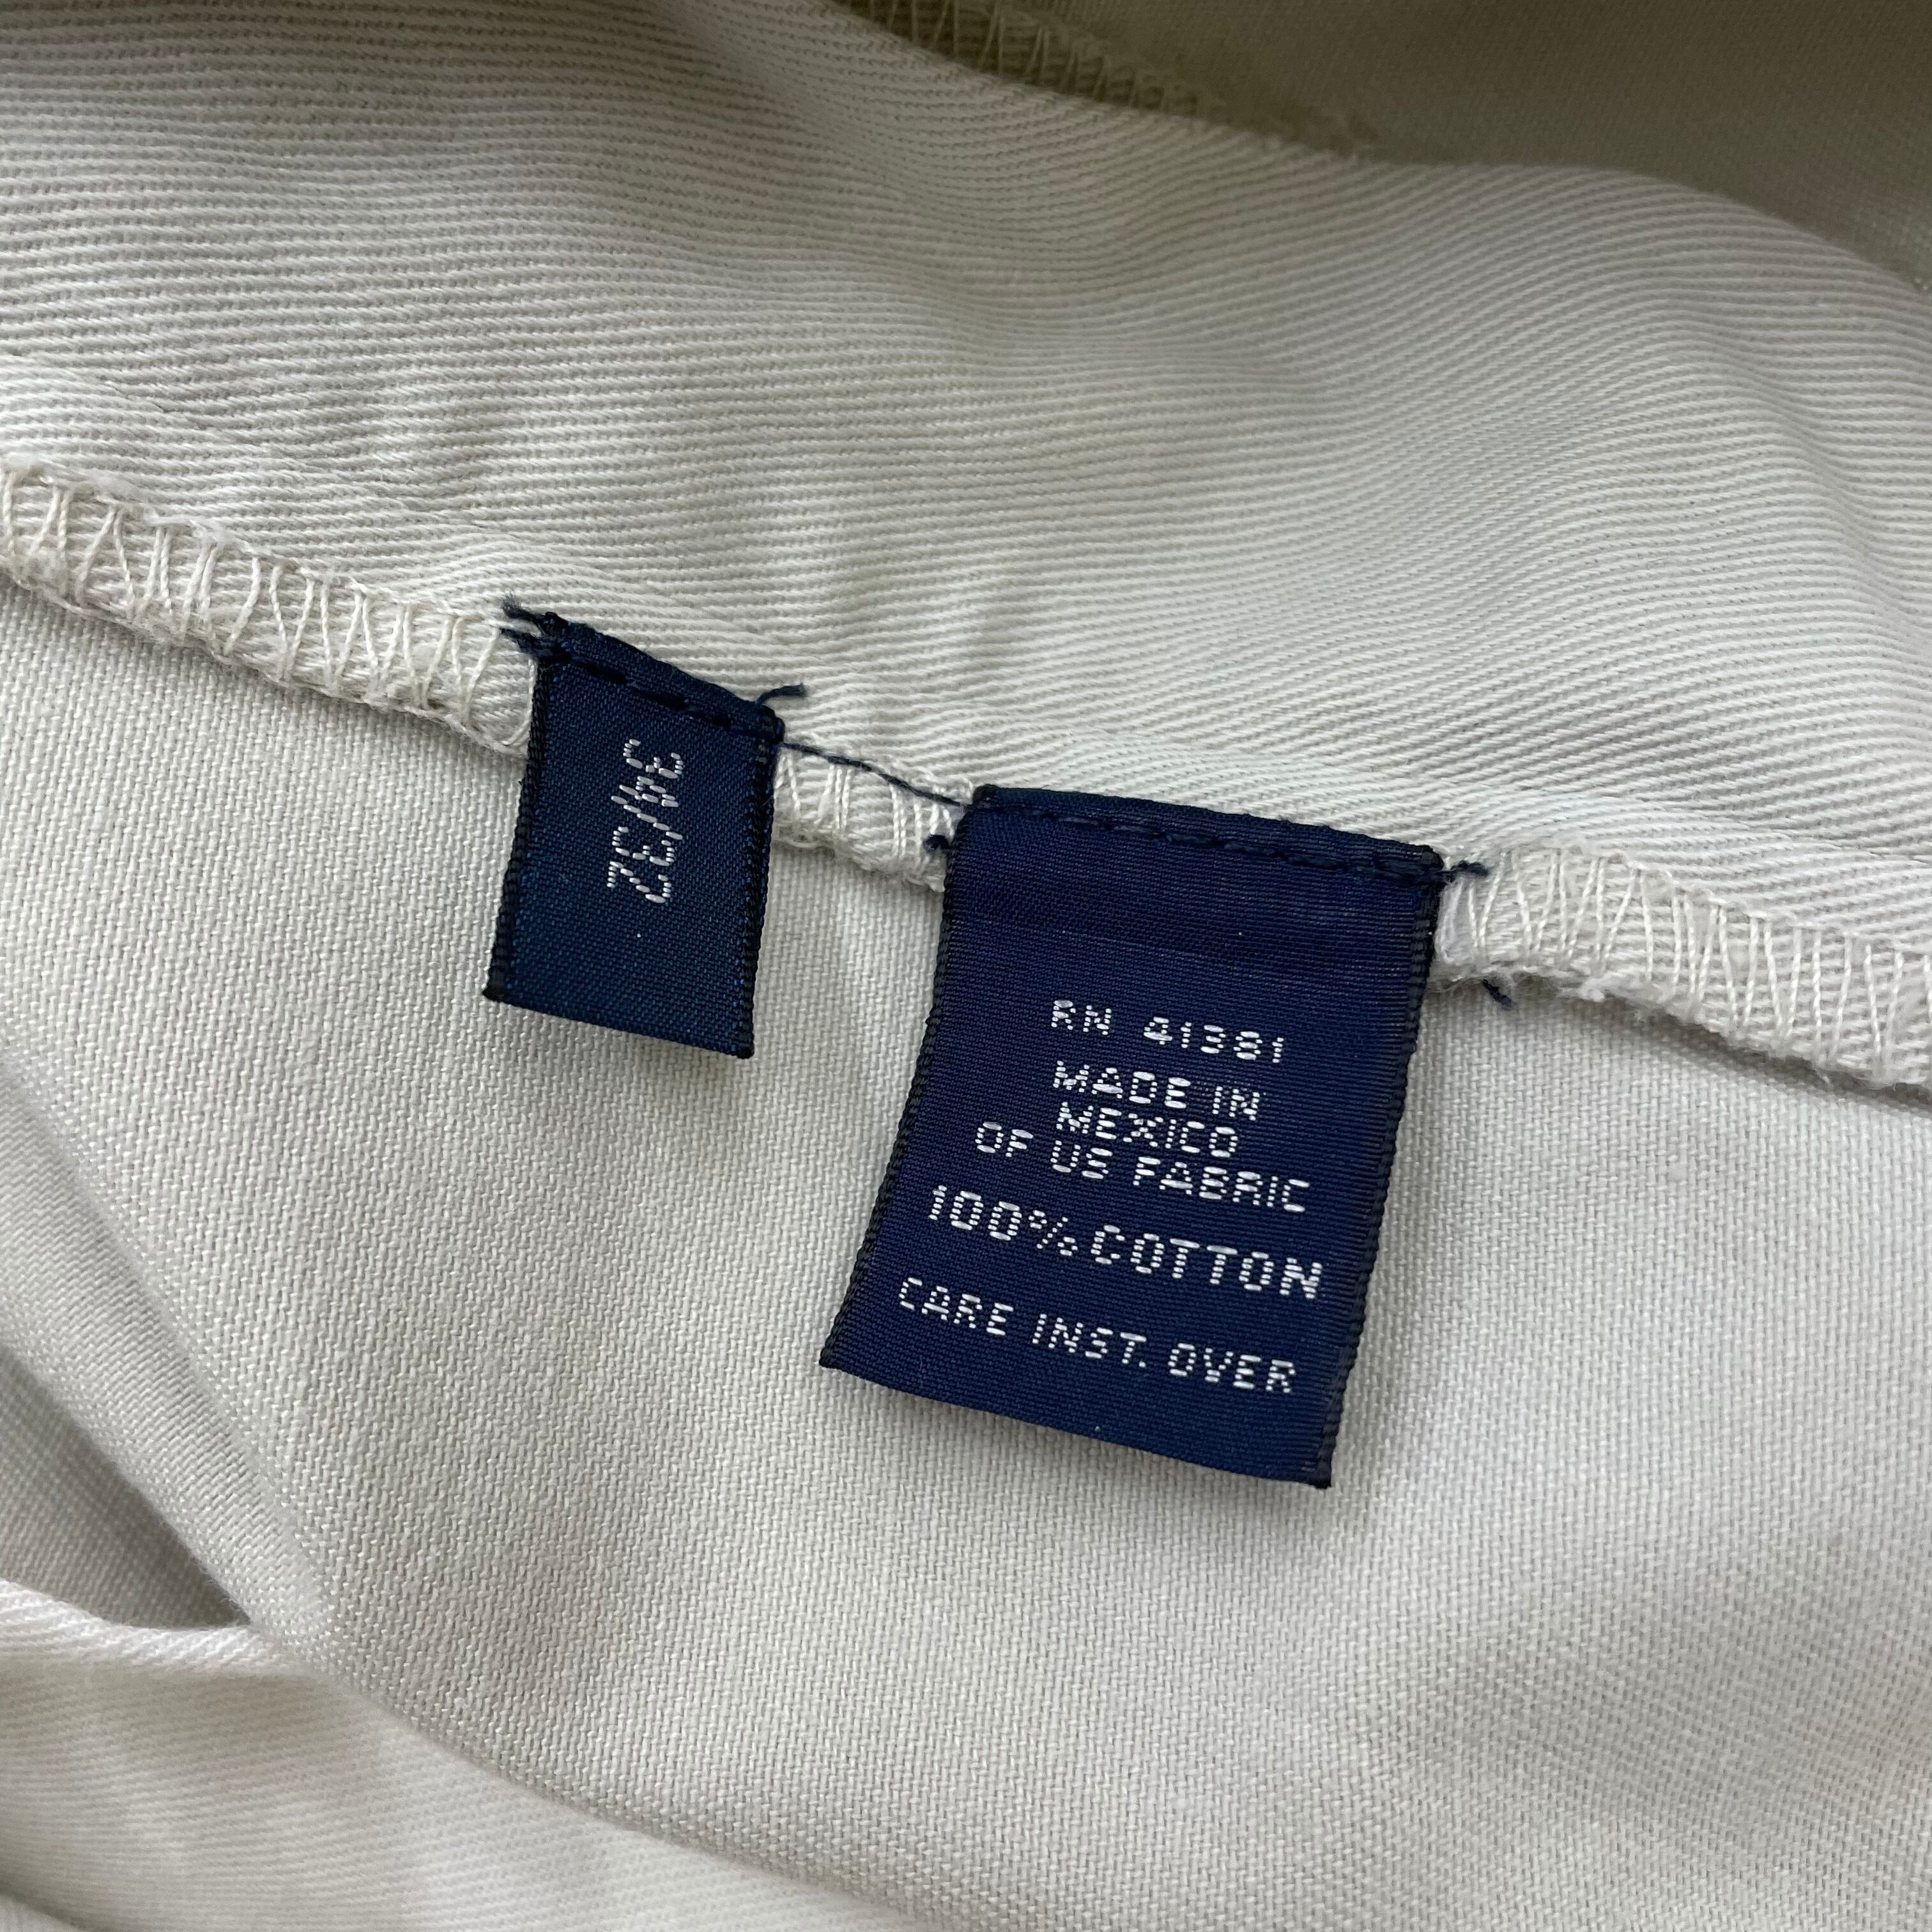 34/32
RN 41381
MADE IN
MEXICO
OF US FABRIC
100% COTTON
CARE INST. OVER